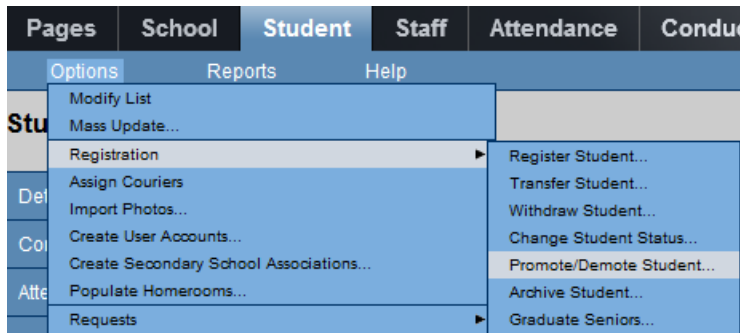 Pages School Student Staff Attendance Condu
Options Reports Help
Stu
Modify List
Mass Update...
Registration
Det
Assign Couriers
Import Photos...
Cor
Create User Accounts...
Create Secondary School Associations...
Atte
Populate Homerooms...
Requests
Register Student...
Transfer Student...
Withdraw Student...
Change Student Status...
Promote/Demote Student...
Archive Student...
Graduate Seniors...